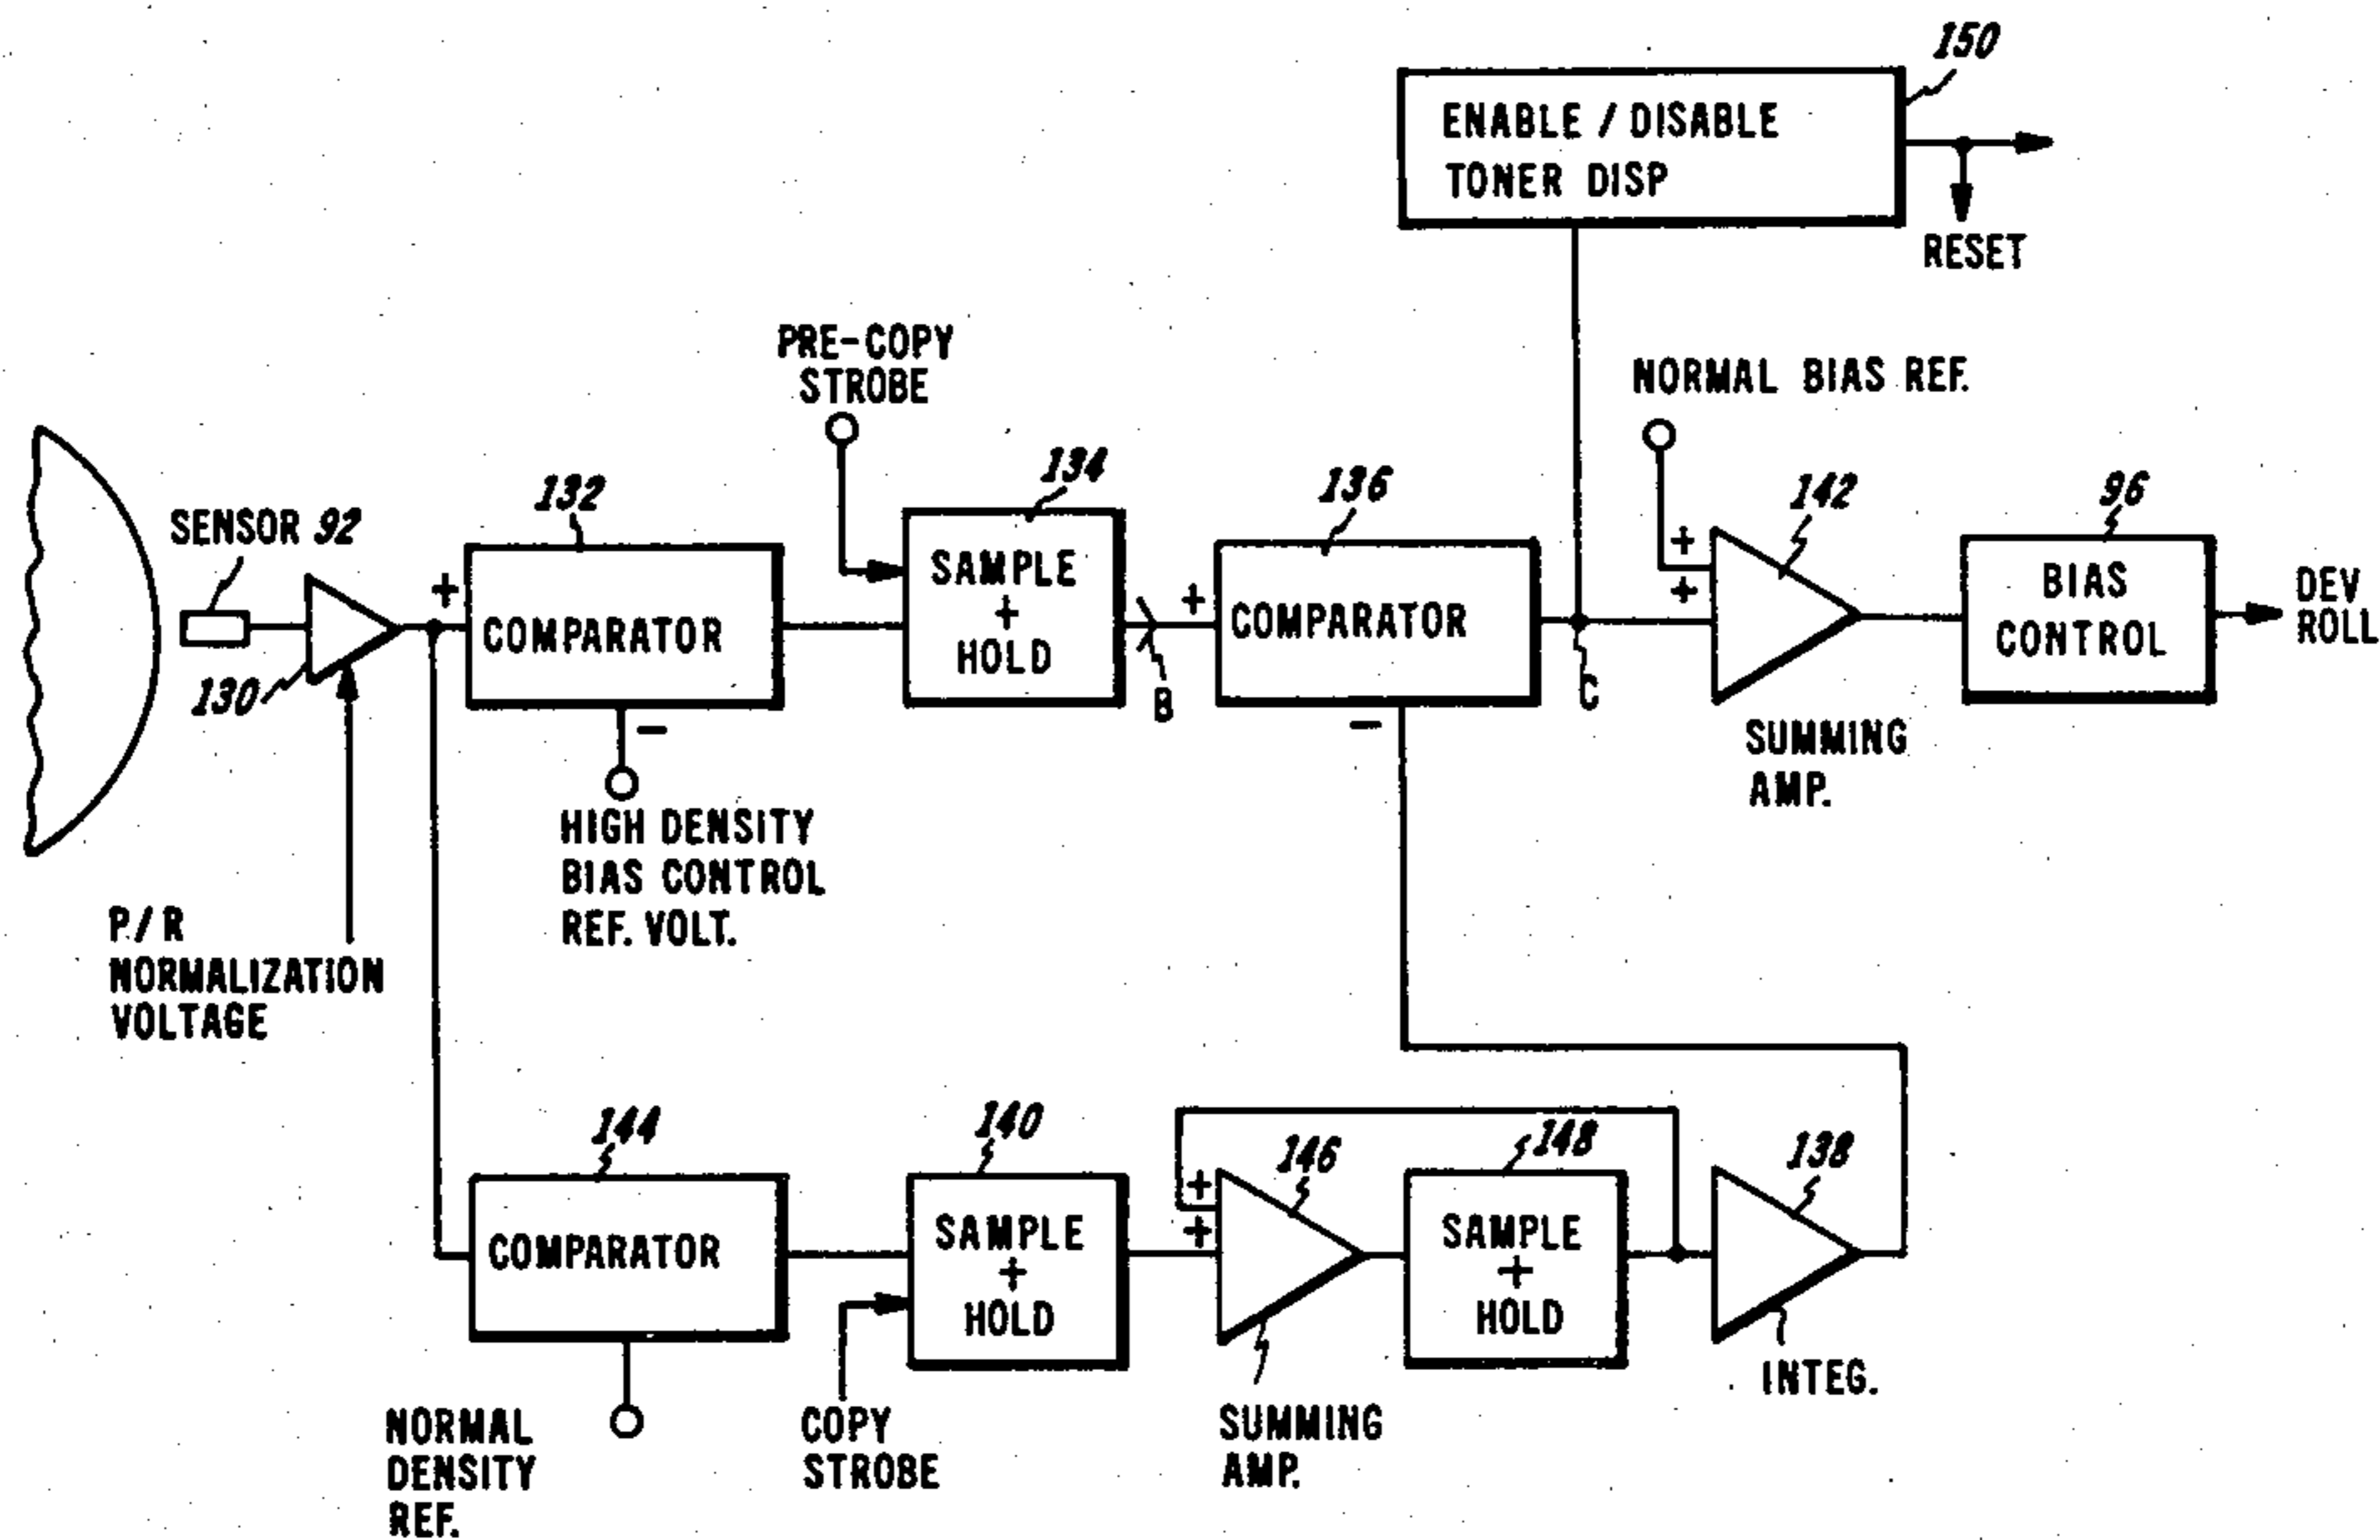 150
ENABLE / DISABLE
TONER DISP
RESET
PRE-COPY
STROBE
NORMAL BIAS REF.
SENSOR 92
130
+
132
COMPARATOR
-
HIGH DENSITY
BIAS CONTROL
REF. VOLT.
P/R
NORMALIZATION
VOLTAGE
134
SAMPLE
+
HOLD
B
136
+
COMPARATOR
-
C
142
+
+
SUMMING
AMP.
96
BIAS
CONTROL
DEV
ROLL
144
COMPARATOR
NORMAL
DENSITY
REF.
140
SAMPLE
+
HOLD
COPY
STROBE
146
+
+
SUMMING
AMP.
148
SAMPLE
+
HOLD
138
INTEG.